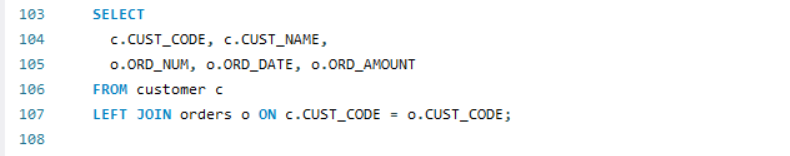 103 SELECT
104 c.CUST_CODE, c.CUST_NAME,
105 o.ORD_NUM, o.ORD_DATE, o.ORD_AMOUNT
106 FROM customer c
107 LEFT JOIN orders o ON c.CUST_CODE = o.CUST_CODE;
108